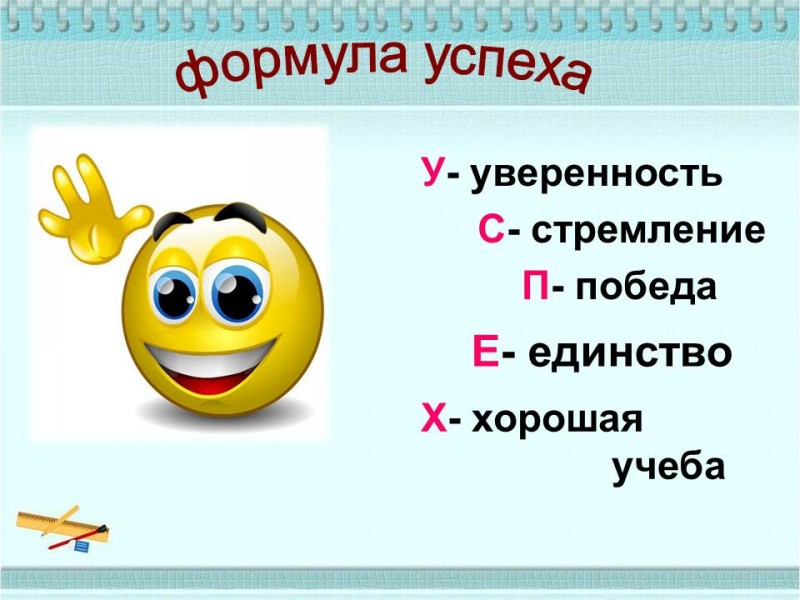 формула успеха
У- уверенность
С- стремление
П- победа
Е- единство
Х- хорошая
учеба